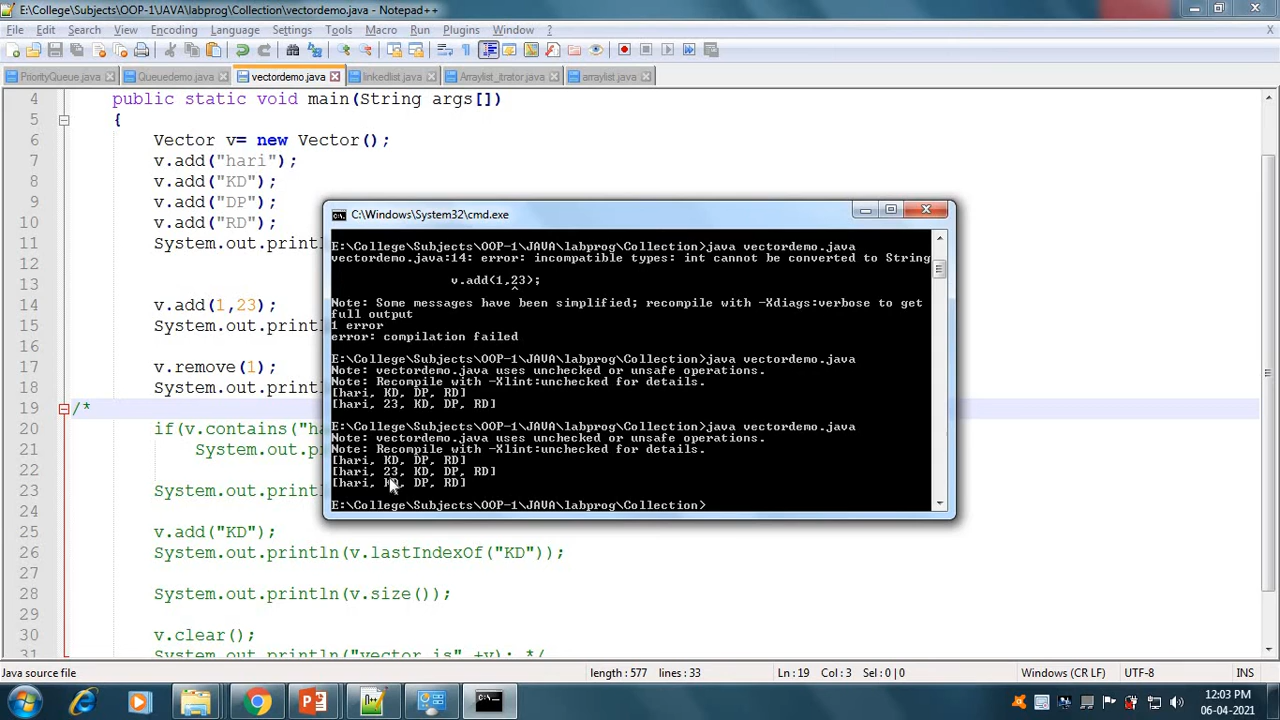 E:\College\Subjects\OOP-1\JAVA\labprog\Collection\vectordemo.java - Notepad++
File Edit Search View Encoding Language Settings Tools Macro Run Plugins Window ?
PriorityQueue.java Queuedemo.java vectordemo.java linkedlist.java Arraylist_itrator.java arraylist.java
4 public static void main(String args[])
5 {
6 Vector v= new Vector();
7 v.add("hari");
8 v.add("KD");
9 v.add("DP");
10 v.add("RD");
11 System.out.printl
12
13
14 v.add(1,23);
15 System.out.printl
16
17 v.remove(1);
18 System.out.printl
19 /*
20 if(v.contains("ha
21 System.out.pr
22
23 System.out.printl
24
25 v.add("KD");
26 System.out.println(v.lastIndexOf("KD"));
27
28 System.out.println(v.size());
29
30 v.clear();
31 System.out.println("vector is" +v); */
C:\Windows\System32\cmd.exe
E:\College\Subjects\OOP-1\JAVA\labprog\Collection>java vectordemo.java
vectordemo.java:14: error: incompatible types: int cannot be converted to String
v.add(1,23);
^
Note: Some messages have been simplified; recompile with -Xdiags:verbose to get
full output
1 error
error: compilation failed
E:\College\Subjects\OOP-1\JAVA\labprog\Collection>java vectordemo.java
Note: vectordemo.java uses unchecked or unsafe operations.
Note: Recompile with -Xlint:unchecked for details.
[hari, KD, DP, RD]
[hari, 23, KD, DP, RD]
E:\College\Subjects\OOP-1\JAVA\labprog\Collection>java vectordemo.java
Note: vectordemo.java uses unchecked or unsafe operations.
Note: Recompile with -Xlint:unchecked for details.
[hari, KD, DP, RD]
[hari, 23, KD, DP, RD]
[hari, KD, DP, RD]
E:\College\Subjects\OOP-1\JAVA\labprog\Collection>
Java source file length : 577 lines : 33 Ln : 19 Col : 3 Sel : 0 | 0 Windows (CR LF) UTF-8 INS
12:03 PM
06-04-2021